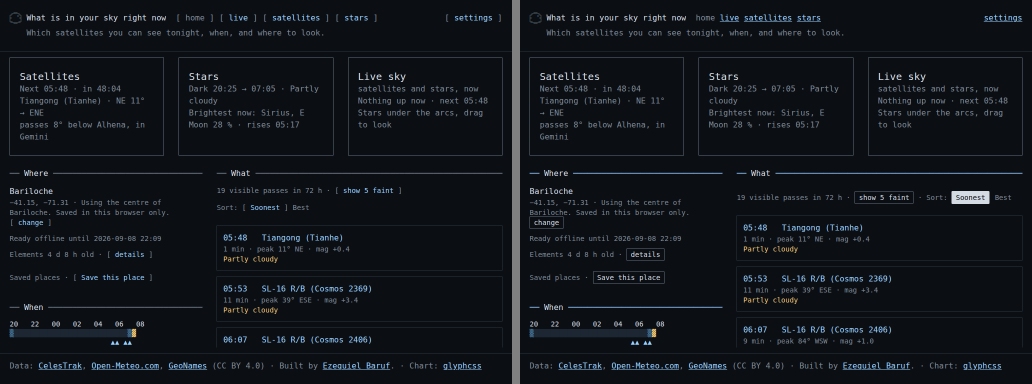 What is in your sky right now [ home ] [ live ] [ satellites ] [ stars ] [ settings ]
Which satellites you can see tonight, when, and where to look.
Satellites
Next 05:48 · in 48:04
Tiangong (Tianhe) · NE 11°
→ ENE
passes 8° below Alhena, in
Gemini
Stars
Dark 20:25 → 07:05 · Partly
cloudy
Brightest now: Sirius, E
Moon 28 % · rises 05:17
Live sky
satellites and stars, now
Nothing up now · next 05:48
Stars under the arcs, drag
to look
Where
Bariloche
−41.15, −71.31 · Using the centre of
Bariloche. Saved in this browser only.
[ change ]
Ready offline until 2026-09-08 22:09
Elements 4 d 8 h old · [ details ]
Saved places · [ Save this place ]
When
20 22 00 02 04 06 08
What
19 visible passes in 72 h · [ show 5 faint ]
Sort: [ Soonest ] Best
05:48 Tiangong (Tianhe)
1 min · peak 11° NE · mag +0.4
Partly cloudy
05:53 SL-16 R/B (Cosmos 2369)
11 min · peak 39° ESE · mag +3.4
Partly cloudy
06:07 SL-16 R/B (Cosmos 2406)
Data: CelesTrak, Open-Meteo.com, GeoNames (CC BY 4.0) · Built by Ezequiel Baruf. · Chart: glyphcss
What is in your sky right now home live satellites stars settings
Which satellites you can see tonight, when, and where to look.
Satellites
Next 05:48 · in 48:04
Tiangong (Tianhe) · NE 11°
→ ENE
passes 8° below Alhena, in
Gemini
Stars
Dark 20:25 → 07:05 · Partly
cloudy
Brightest now: Sirius, E
Moon 28 % · rises 05:17
Live sky
satellites and stars, now
Nothing up now · next 05:48
Stars under the arcs, drag
to look
Where
Bariloche
−41.15, −71.31 · Using the centre of
Bariloche. Saved in this browser only.
change
Ready offline until 2026-09-08 22:09
Elements 4 d 8 h old · details
Saved places · Save this place
When
20 22 00 02 04 06 08
What
19 visible passes in 72 h · show 5 faint · Sort: Soonest Best
05:48 Tiangong (Tianhe)
1 min · peak 11° NE · mag +0.4
Partly cloudy
05:53 SL-16 R/B (Cosmos 2369)
11 min · peak 39° ESE · mag +3.4
Partly cloudy
06:07 SL-16 R/B (Cosmos 2406)
9 min · peak 84° WSW · mag +1.0
Data: CelesTrak, Open-Meteo.com, GeoNames (CC BY 4.0) · Built by Ezequiel Baruf. · Chart: glyphcss